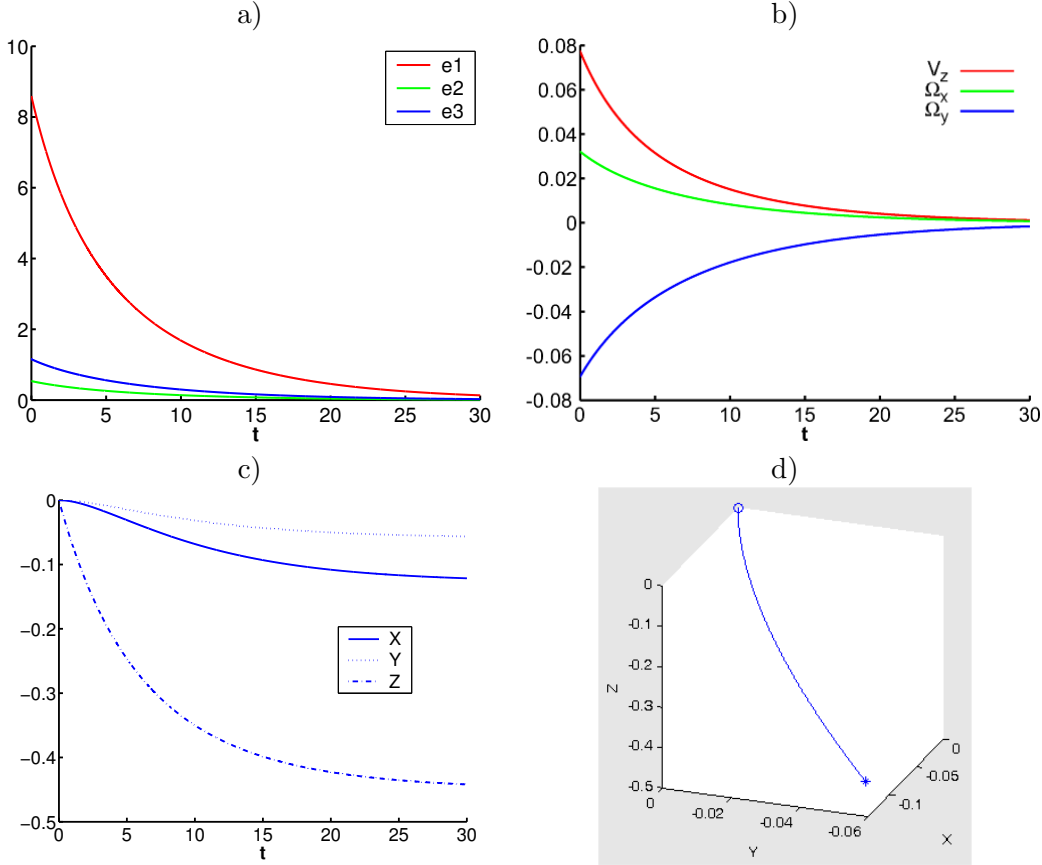 a)
10
8
6
4
2
0
0 5 10 15 20 25 30
t
e1
e2
e3
b)
0.08
0.06
0.04
0.02
0
-0.02
-0.04
-0.06
-0.08
0 5 10 15 20 25 30
t
Vz
Ωx
Ωy
c)
0
−0.1
−0.2
−0.3
−0.4
−0.5
0 5 10 15 20 25 30
t
X
Y
Z
d)
0
-0.1
-0.2
-0.3
-0.4
-0.5
Z
0 -0.02 -0.04 -0.06
Y
0
-0.05
-0.1
X